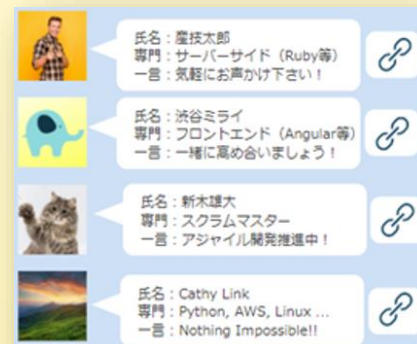 氏名：産技太郎
専門：サーバーサイド（Ruby等）
一言：気軽にお声かけ下さい！
氏名：渋谷ミライ
専門：フロントエンド（Angular等）
一言：一緒に高め合いましょう！
氏名：新木雄大
専門：スクラムマスター
一言：アジャイル開発推進中！
氏名：Cathy Link
専門：Python, AWS, Linux ...
一言：Nothing Impossible!!